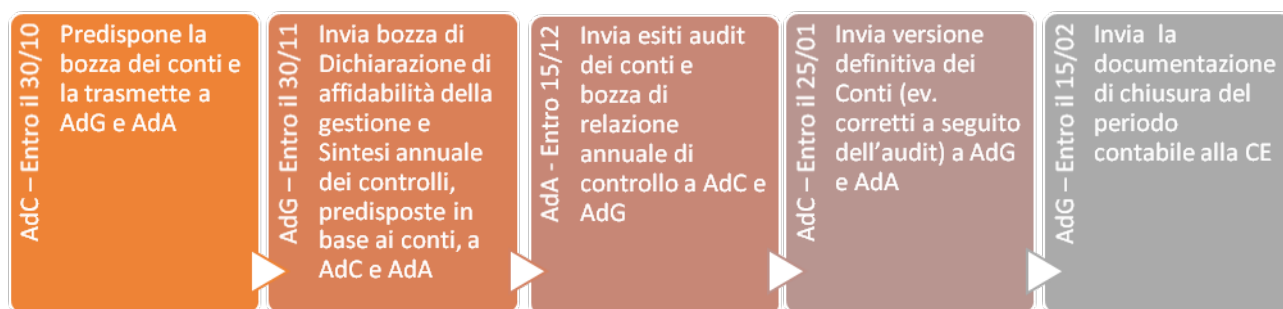 AdC – Entro il 30/10
Predispone la
bozza dei conti e
la trasmette a
AdG e AdA
AdG – Entro il 30/11
Invia bozza di
Dichiarazione di
affidabilità della
gestione e
Sintesi annuale
dei controlli,
predisposte in
base ai conti, a
AdC e AdA
AdA - Entro 15/12
Invia esiti audit
dei conti e
bozza di
relazione
annuale di
controllo a AdC e
AdG
AdC – Entro il 25/01
Invia versione
definitiva dei
Conti (ev.
corretti a seguito
dell’audit) a AdG
e AdA
AdG – Entro il 15/02
Invia la
documentazione
di chiusura del
periodo
contabile alla CE